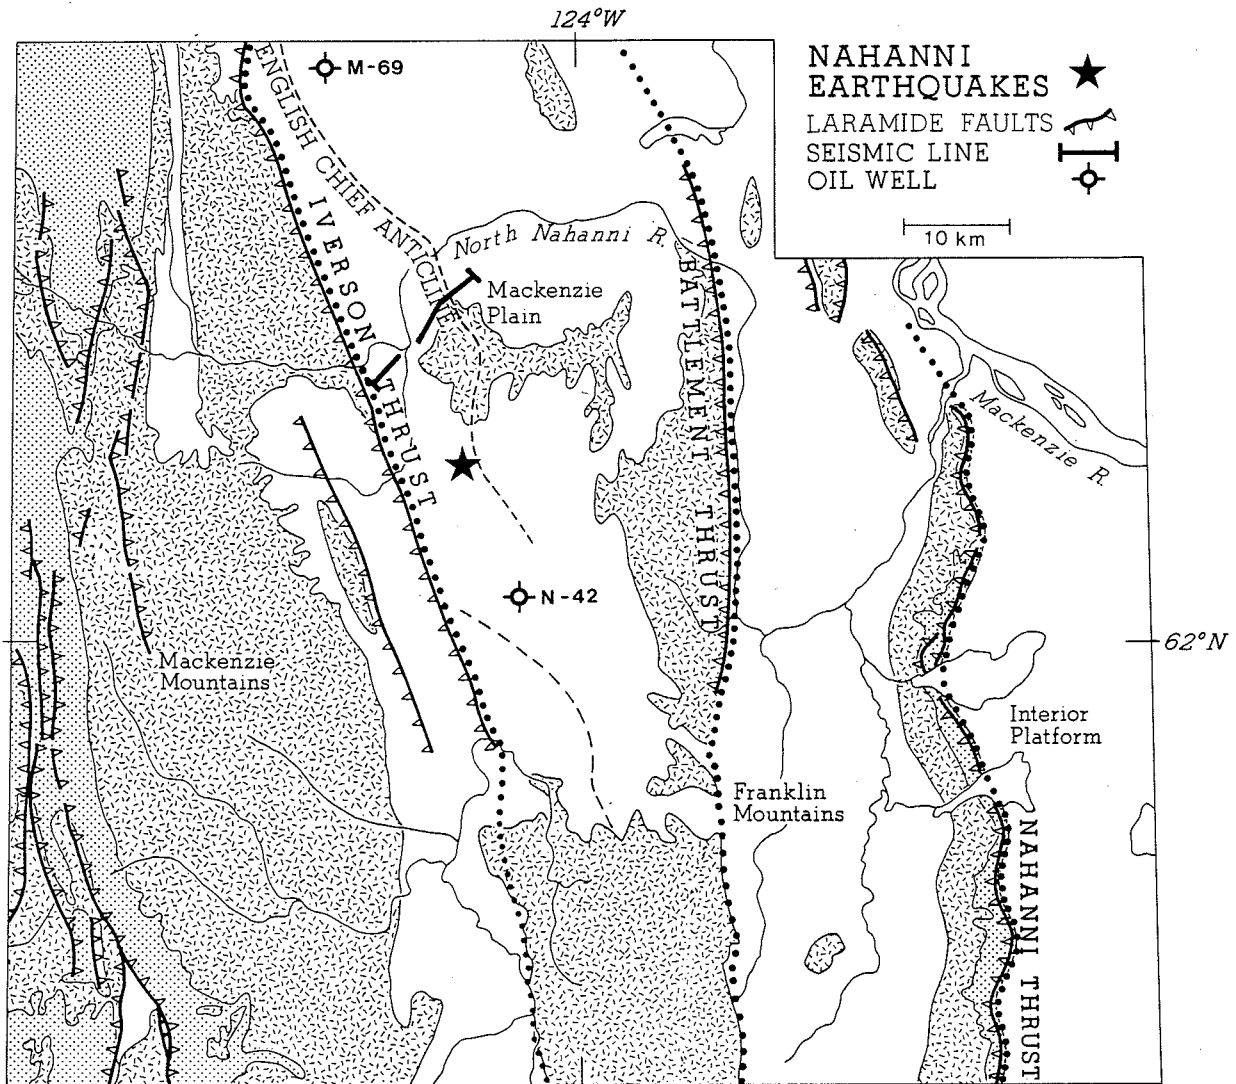 124°W
NAHANNI
EARTHQUAKES
LARAMIDE FAULTS
SEISMIC LINE
OIL WELL
10 km
M-69
ENGLISH CHIEF ANTICLINE
IVERSON THRUST
North Nahanni R.
Mackenzie
Plain
BATTLEMENT THRUST
Mackenzie R.
N-42
62°N
Mackenzie
Mountains
Interior
Platform
Franklin
Mountains
NAHANNI THRUST